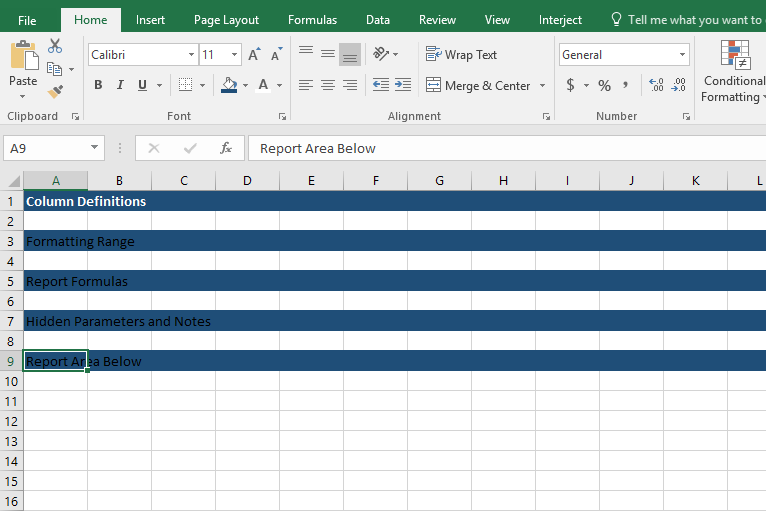 File Home Insert Page Layout Formulas Data Review View Interject Tell me what you want to
Paste
Calibri 11 A A
B I U A
Wrap Text
Merge & Center
General
$ % , .0 .00 .00 .0
Conditional
Formatting
Clipboard Font Alignment Number
A9 fx Report Area Below
A B C D E F G H I J K L
1 Column Definitions
2
3 Formatting Range
4
5 Report Formulas
6
7 Hidden Parameters and Notes
8
9 Report Area Below
10
11
12
13
14
15
16